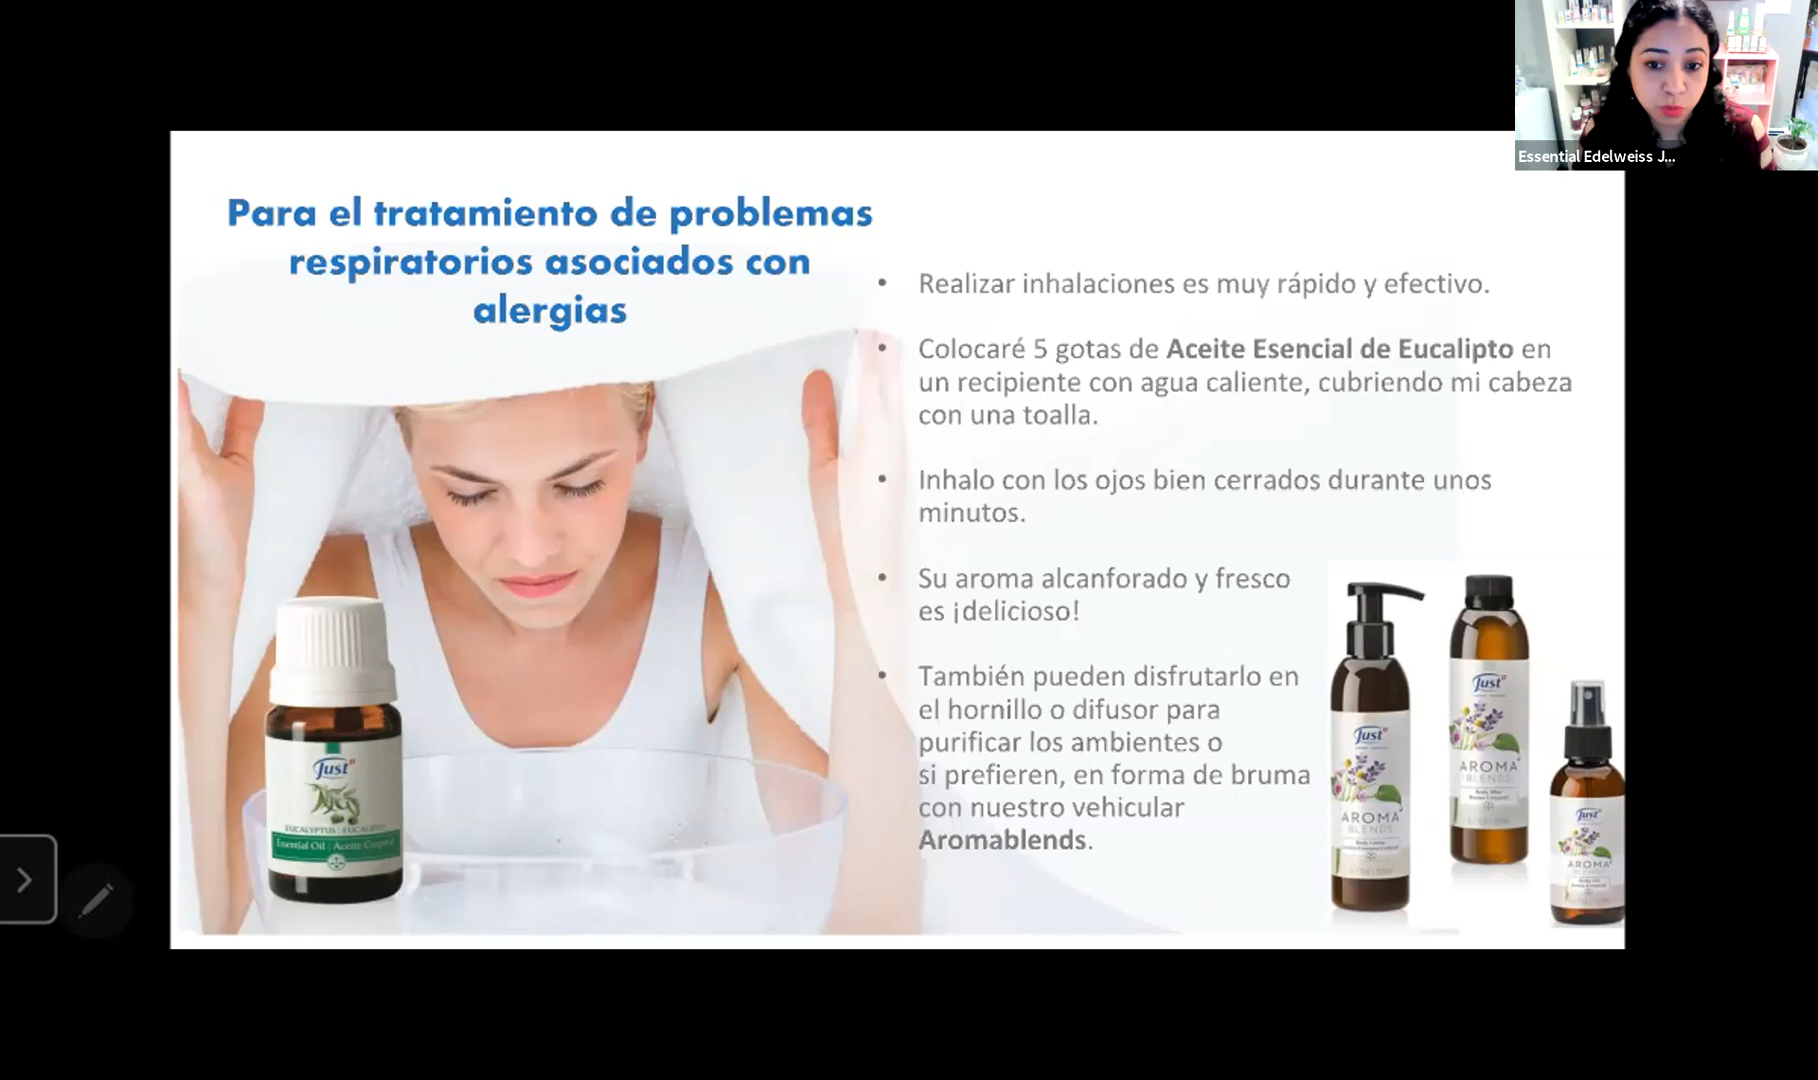 Essential Edelweiss J...
Para el tratamiento de problemas
respiratorios asociados con
alergias
• Realizar inhalaciones es muy rápido y efectivo.
• Colocaré 5 gotas de Aceite Esencial de Eucalipto en
un recipiente con agua caliente, cubriendo mi cabeza
con una toalla.
• Inhalo con los ojos bien cerrados durante unos
minutos.
• Su aroma alcanforado y fresco
es ¡delicioso!
• También pueden disfrutarlo en
el hornillo o difusor para
purificar los ambientes o
si prefieren, en forma de bruma
con nuestro vehicular
Aromablends.
Just
EUCALYPTUS | EUCALIPTO
Essential Oil | Aceite Corporal
Just
AROMA
BLENDS
Body Lotion
Just
AROMA
BLENDS
Body Mist
Bruma Corporal
Just
AROMA
BLENDS